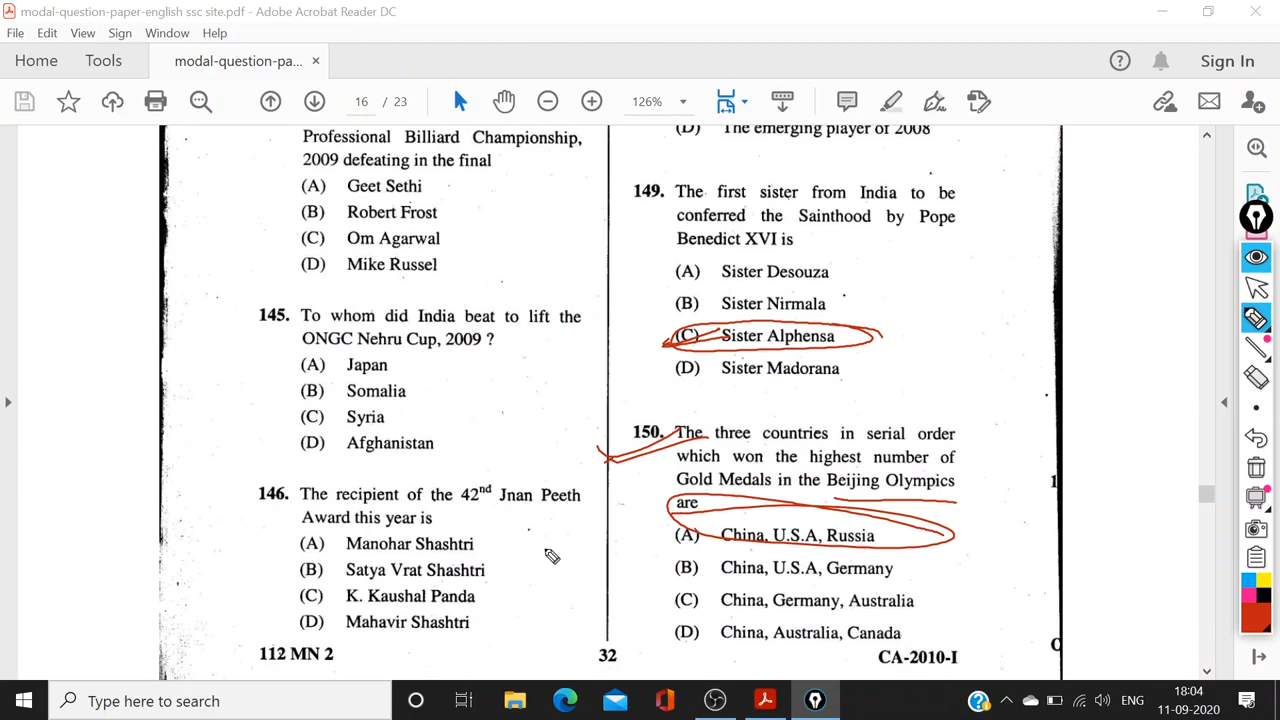 modal-question-paper-english ssc site.pdf - Adobe Acrobat Reader DC
File Edit View Sign Window Help
Home Tools modal-question-pa... × Sign In
16 / 23 126%
Professional Billiard Championship,
2009 defeating in the final
(A) Geet Sethi
(B) Robert Frost
(C) Om Agarwal
(D) Mike Russel
145. To whom did India beat to lift the
ONGC Nehru Cup, 2009 ?
(A) Japan
(B) Somalia
(C) Syria
(D) Afghanistan
146. The recipient of the 42nd Jnan Peeth
Award this year is
(A) Manohar Shashtri
(B) Satya Vrat Shashtri
(C) K. Kaushal Panda
(D) Mahavir Shashtri
(D) The emerging player of 2008
149. The first sister from India to be
conferred the Sainthood by Pope
Benedict XVI is
(A) Sister Desouza
(B) Sister Nirmala
(C) Sister Alphensa
(D) Sister Madorana
150. The three countries in serial order
which won the highest number of
Gold Medals in the Beijing Olympics
are
(A) China, U.S.A, Russia
(B) China, U.S.A, Germany
(C) China, Germany, Australia
(D) China, Australia, Canada
112 MN 2 32 CA-2010-I
1
Type here to search
ENG
18:04
11-09-2020